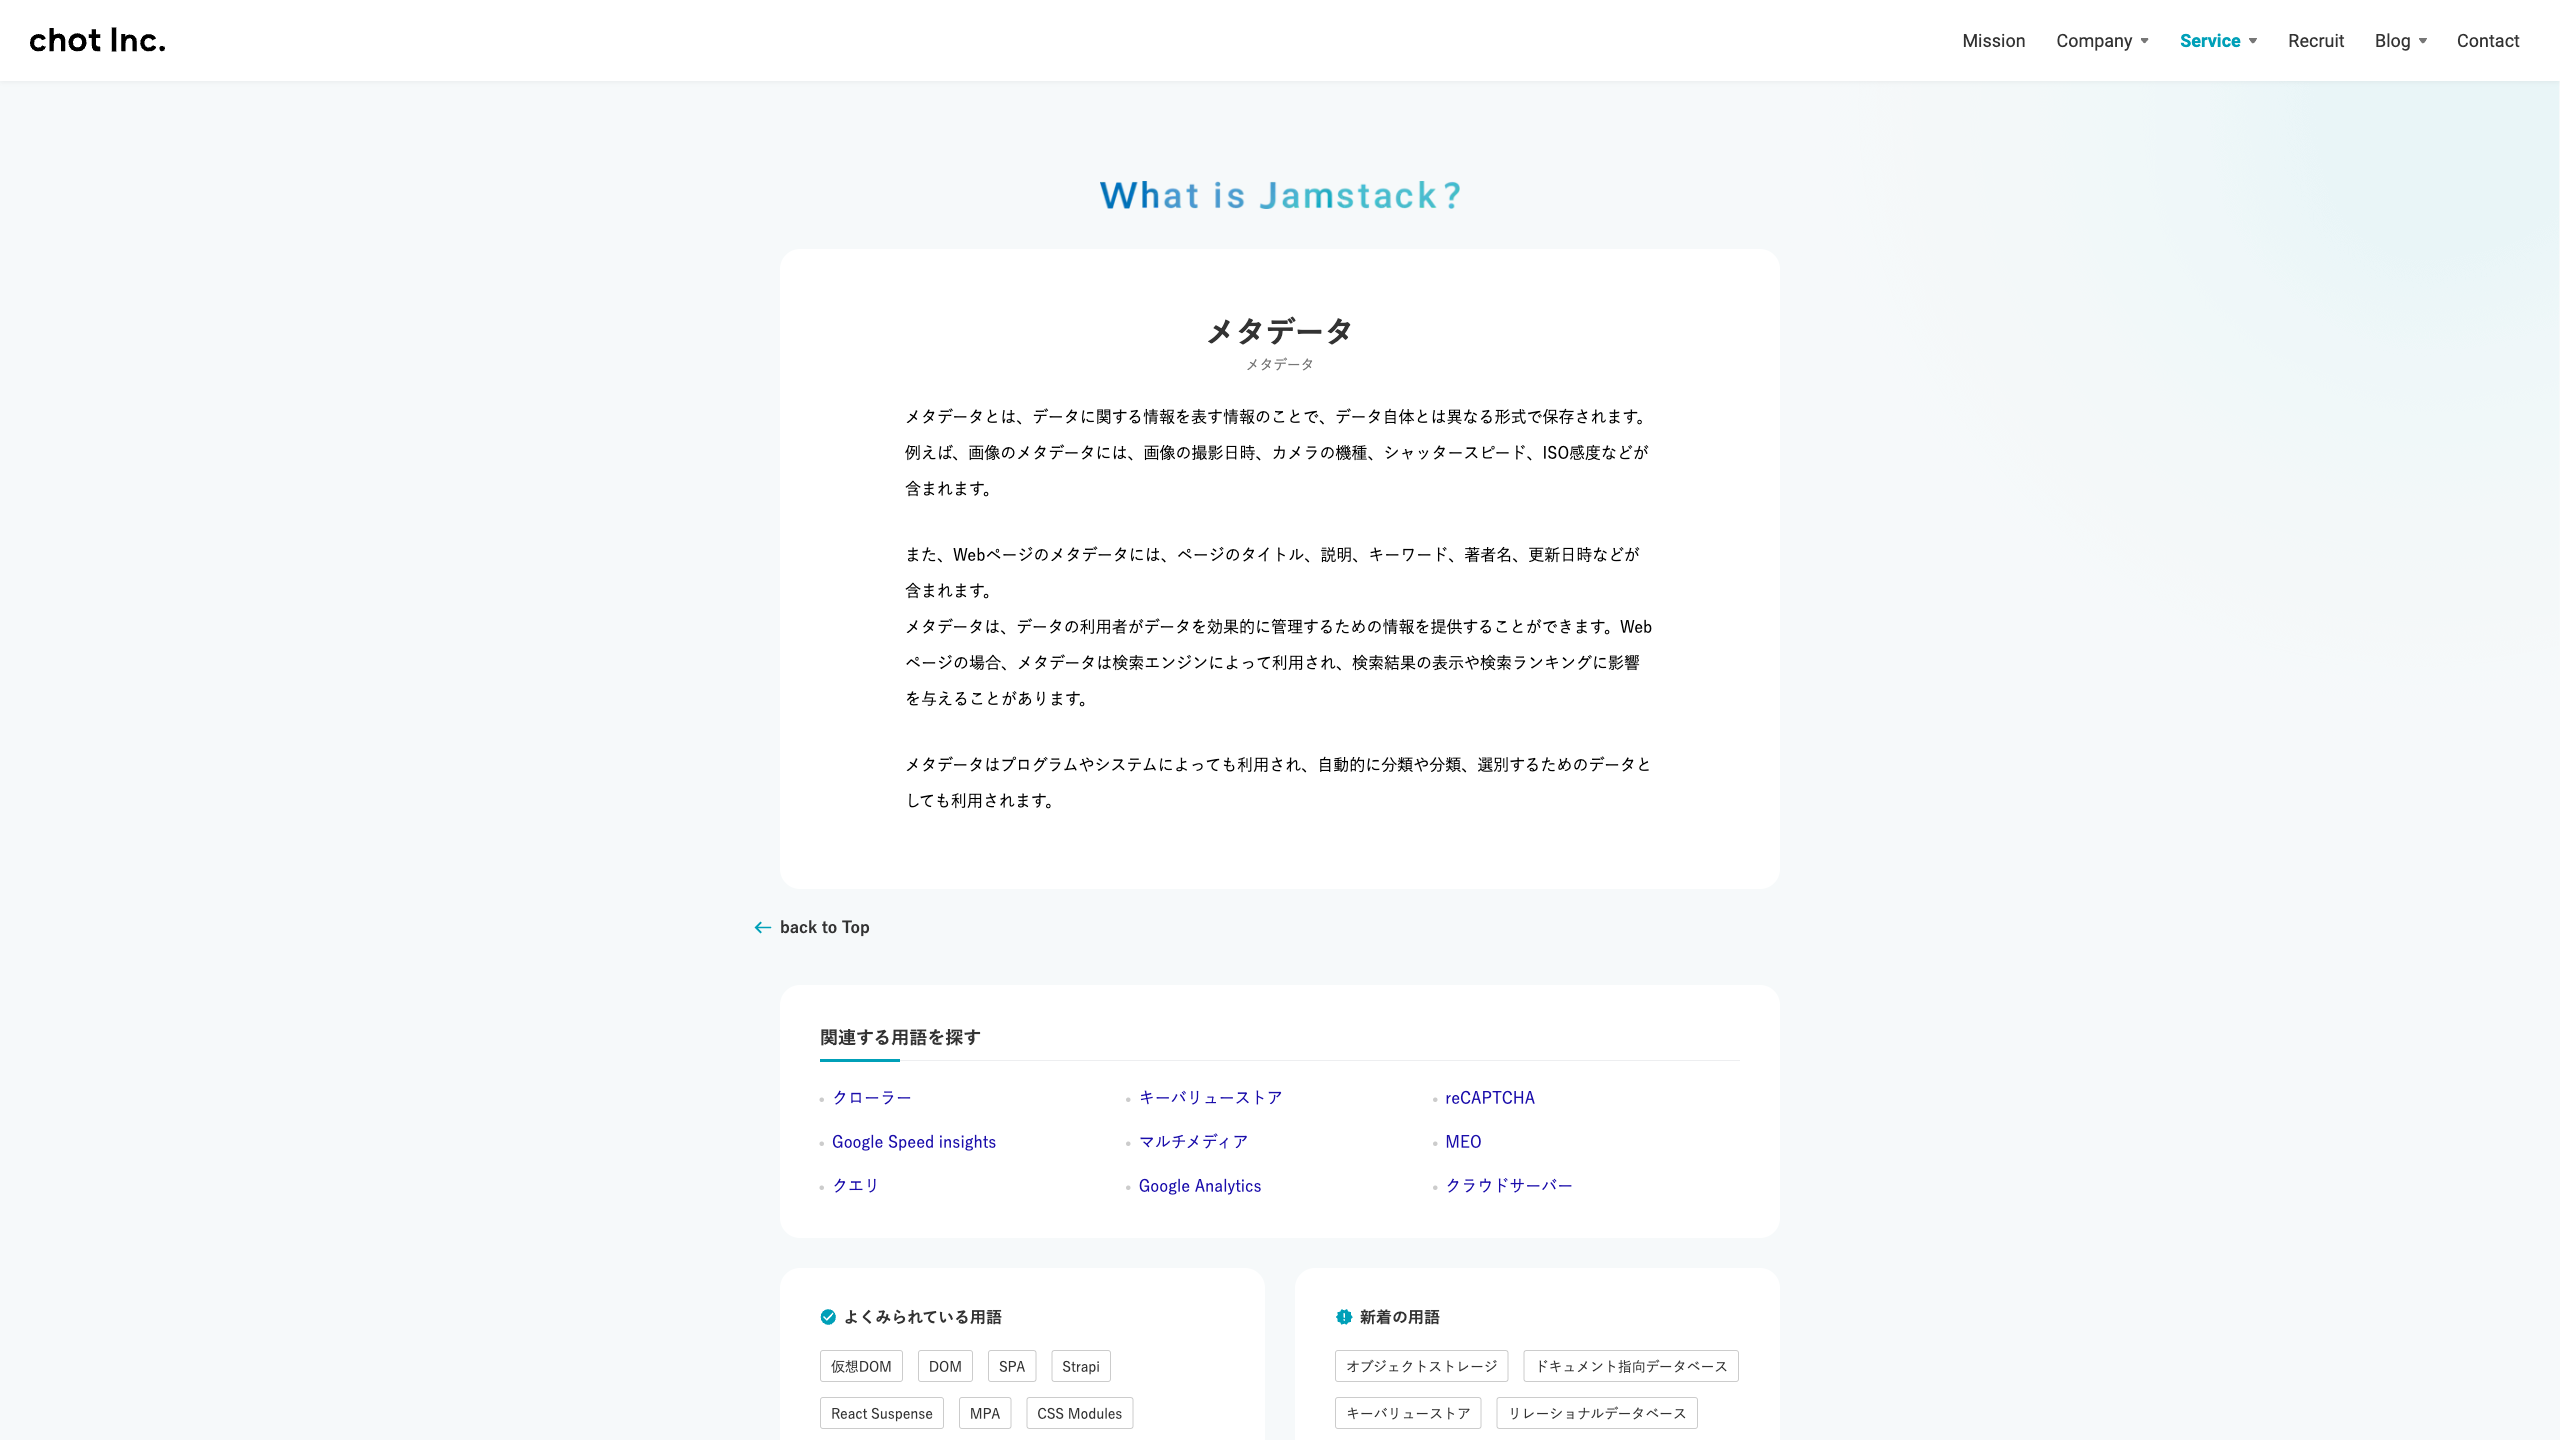 chot Inc.
Mission Company Service Recruit Blog Contact
What is Jamstack?
メタデータ
メタデータ
メタデータとは、データに関する情報を表す情報のことで、データ自体とは異なる形式で保存されます。
例えば、画像のメタデータには、画像の撮影日時、カメラの機種、シャッタースピード、ISO感度などが
含まれます。
また、Webページのメタデータには、ページのタイトル、説明、キーワード、著者名、更新日時などが
含まれます。
メタデータは、データの利用者がデータを効果的に管理するための情報を提供することができます。Web
ページの場合、メタデータは検索エンジンによって利用され、検索結果の表示や検索ランキングに影響
を与えることがあります。
メタデータはプログラムやシステムによっても利用され、自動的に分類や分類、選別するためのデータと
しても利用されます。
back to Top
関連する用語を探す
クローラー キーバリューストア reCAPTCHA
Google Speed insights マルチメディア MEO
クエリ Google Analytics クラウドサーバー
よくみられている用語
仮想DOM DOM SPA Strapi
React Suspense MPA CSS Modules
新着の用語
オブジェクトストレージ ドキュメント指向データベース
キーバリューストア リレーショナルデータベース